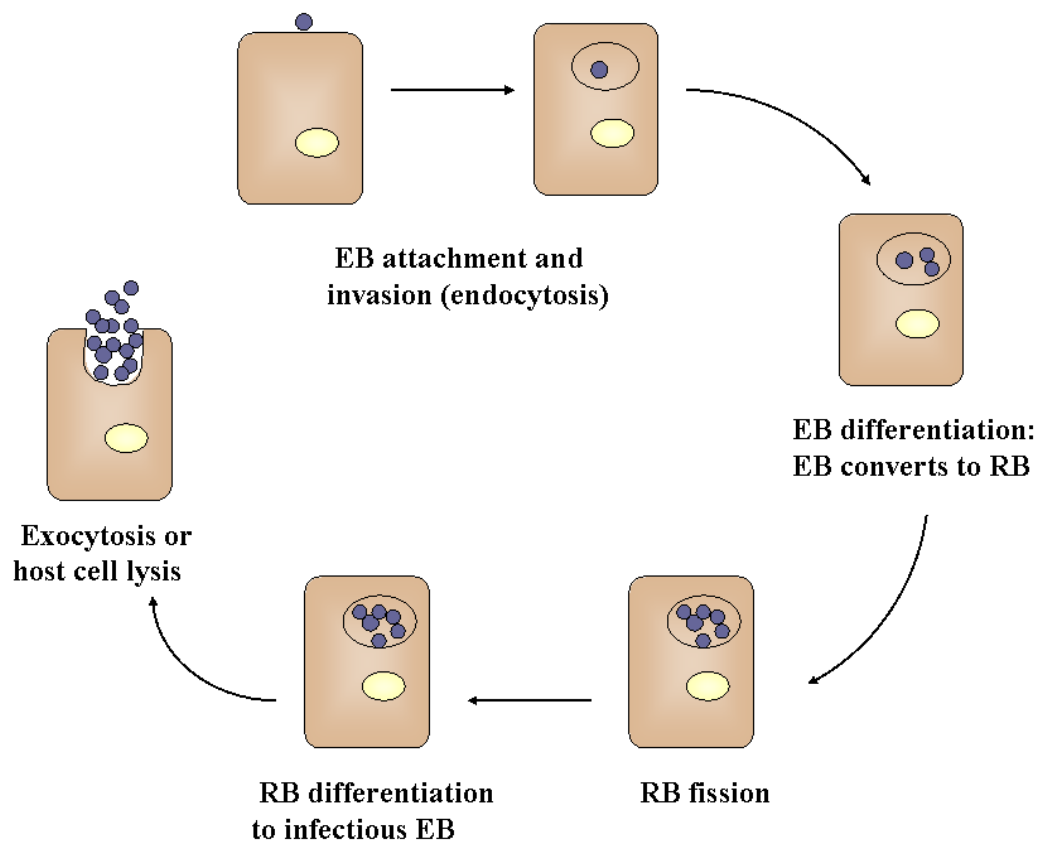 EB attachment and
invasion (endocytosis)
EB differentiation:
EB converts to RB
RB fission
RB differentiation
to infectious EB
Exocytosis or
host cell lysis